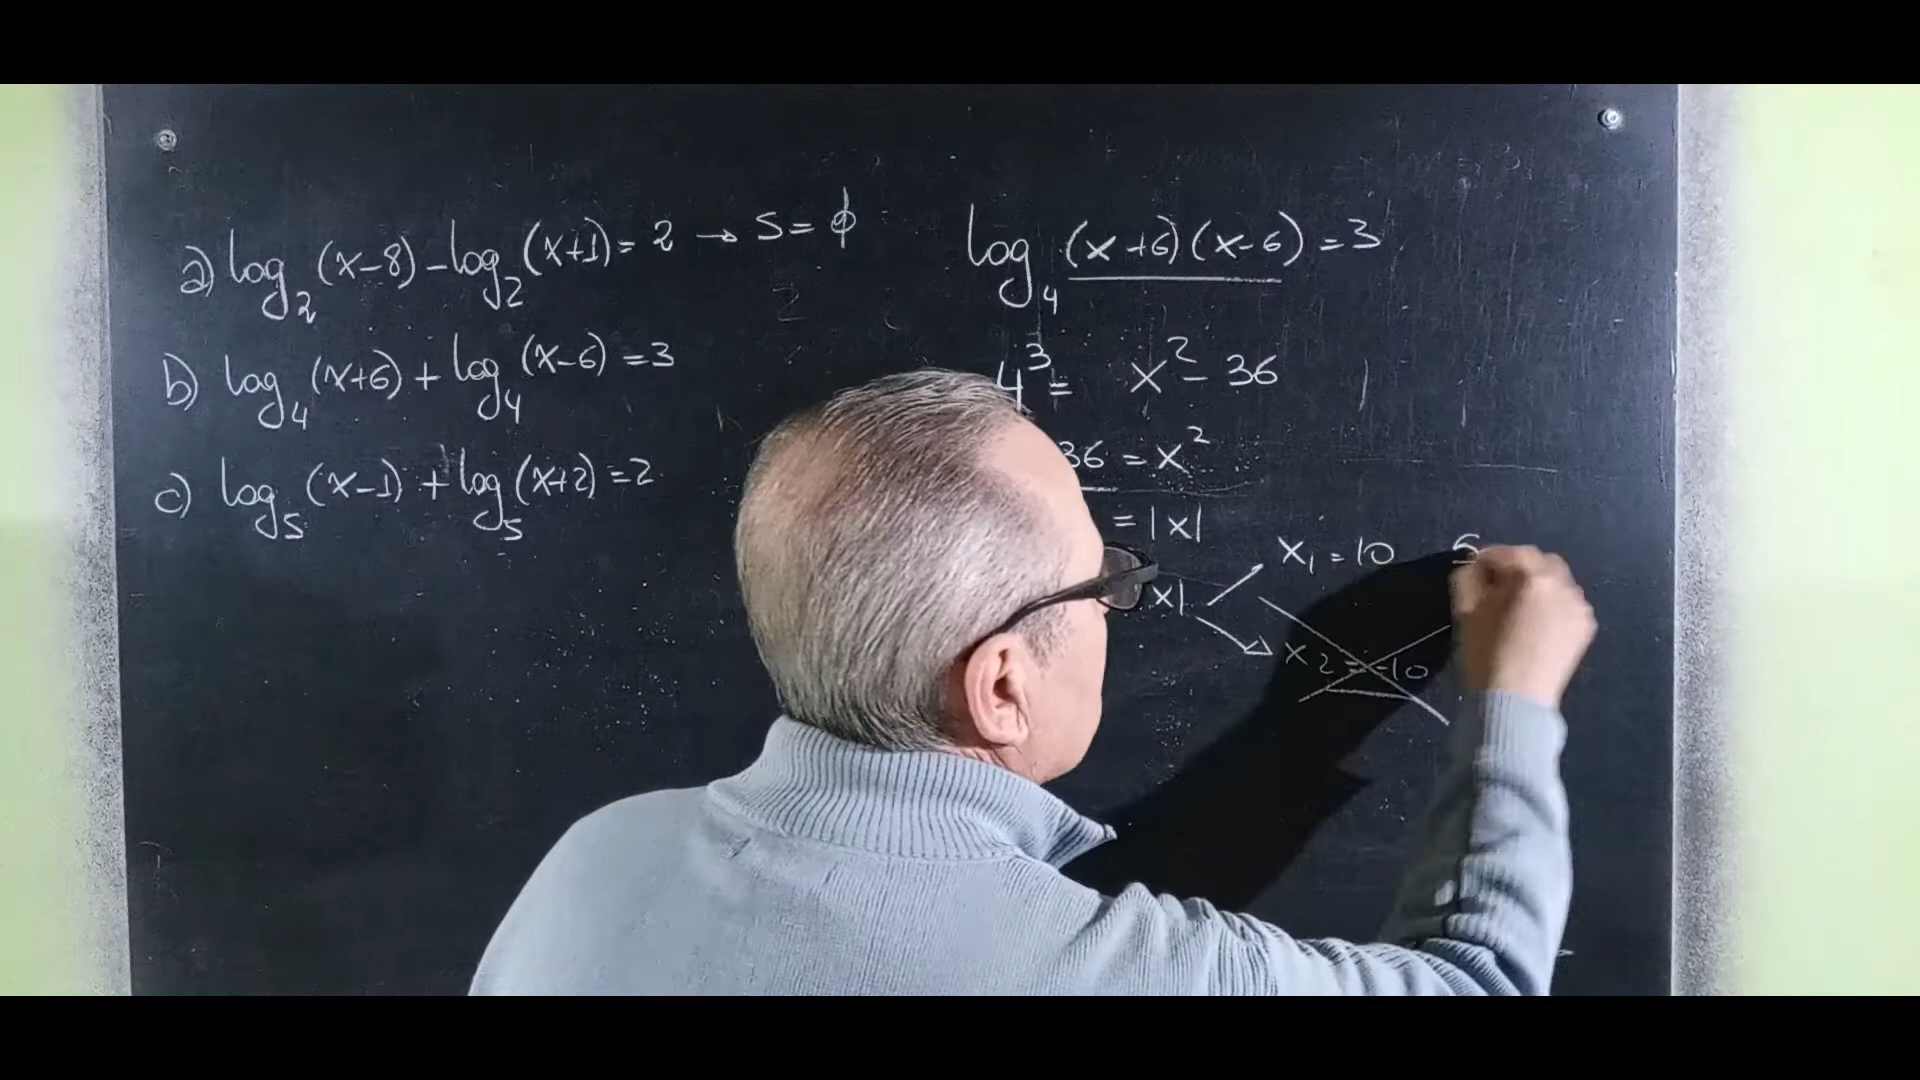 a) log₂(x-8)-log₂(x+1)=2 → S=ϕ
b) log₄(x+6)+log₄(x-6)=3
c) log₅(x-1)+log₅(x+2)=2
log₄(x+6)(x-6)=3
4³= x²-36
36=x²
=|x|
x|
x₁=10 S
x₂=-10